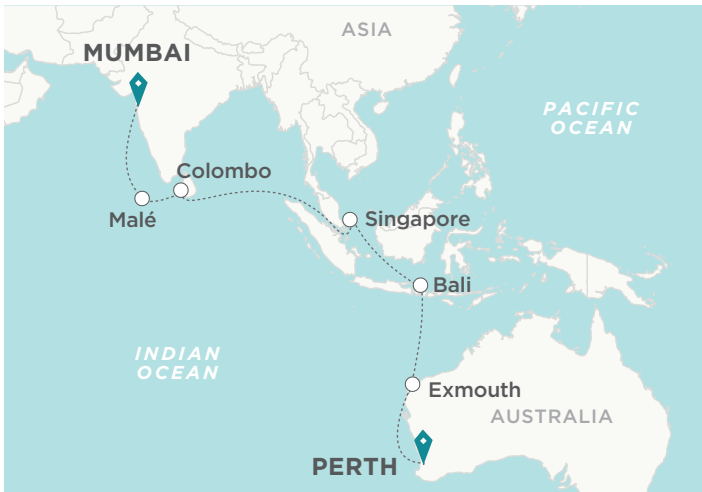 ASIA
MUMBAI
PACIFIC
OCEAN
Colombo
Malé
Singapore
Bali
INDIAN
OCEAN
Exmouth
AUSTRALIA
PERTH